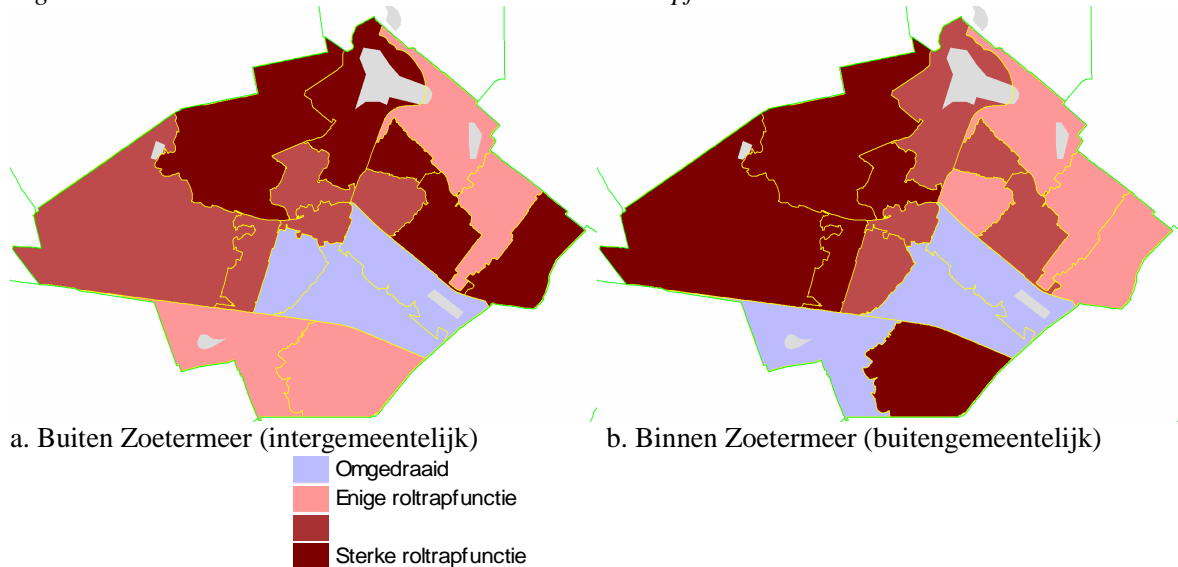 a. Buiten Zoetermeer (intergemeentelijk)
b. Binnen Zoetermeer (buitengemeentelijk)
Omgedraaid
Enige roltrapfunctie
Sterke roltrapfunctie